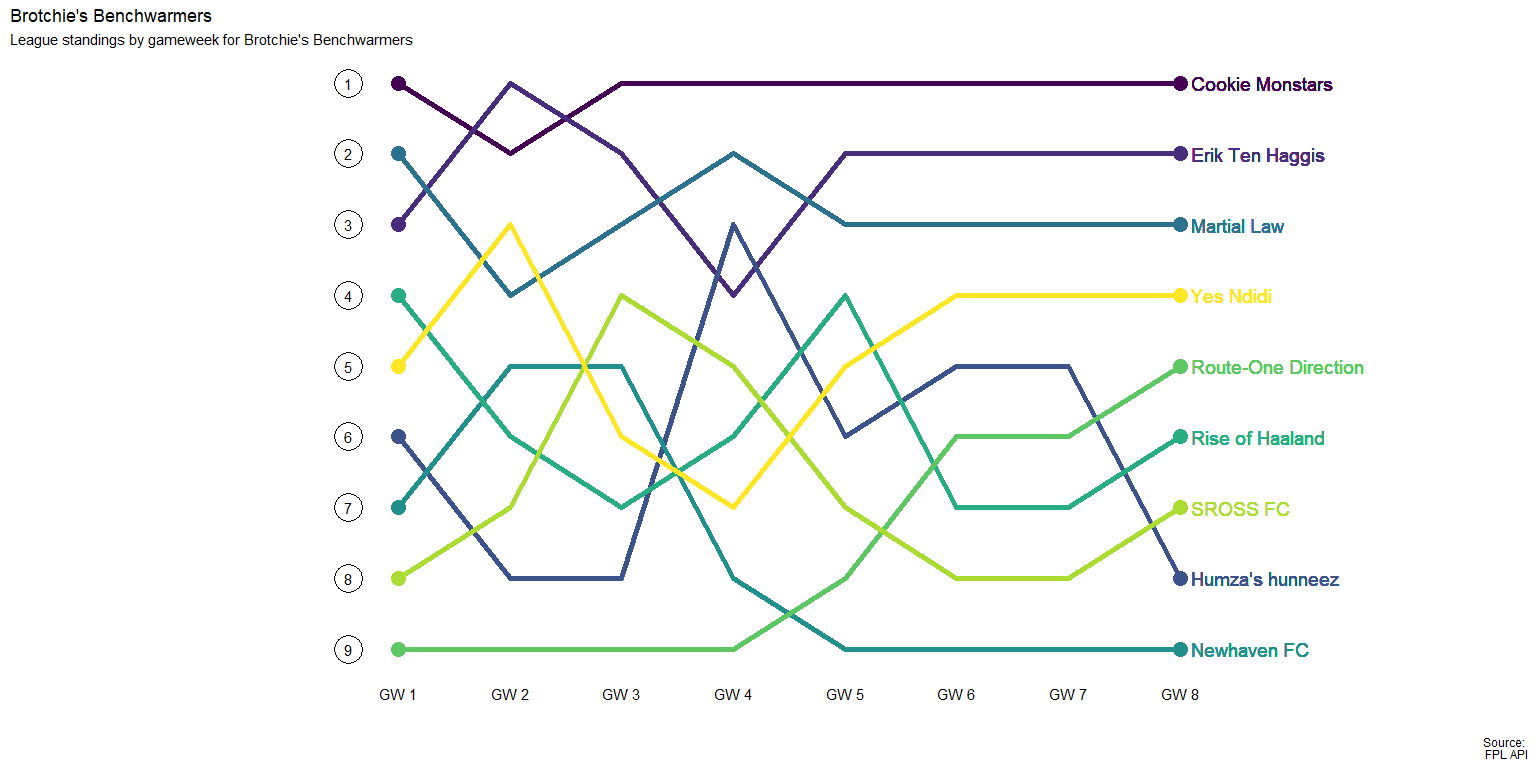 Brotchie's Benchwarmers
League standings by gameweek for Brotchie's Benchwarmers
1
Cookie Monstars
2
Erik Ten Haggis
3
Martial Law
4
Yes Ndidi
5
Route-One Direction
6
Rise of Haaland
7
SROSS FC
8
Humza's hunneez
9
Newhaven FC
GW 1 GW 2 GW 3 GW 4 GW 5 GW 6 GW 7 GW 8
Source:
FPL API